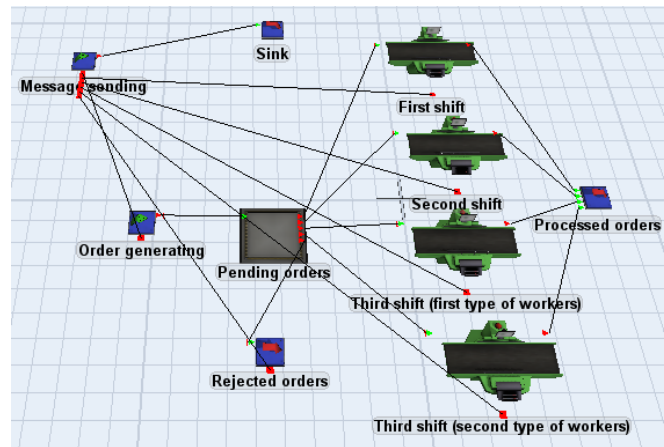 Sink
Message sending
First shift
Second shift
Processed orders
Order generating
Pending orders
Third shift (first type of workers)
Rejected orders
Third shift (second type of workers)